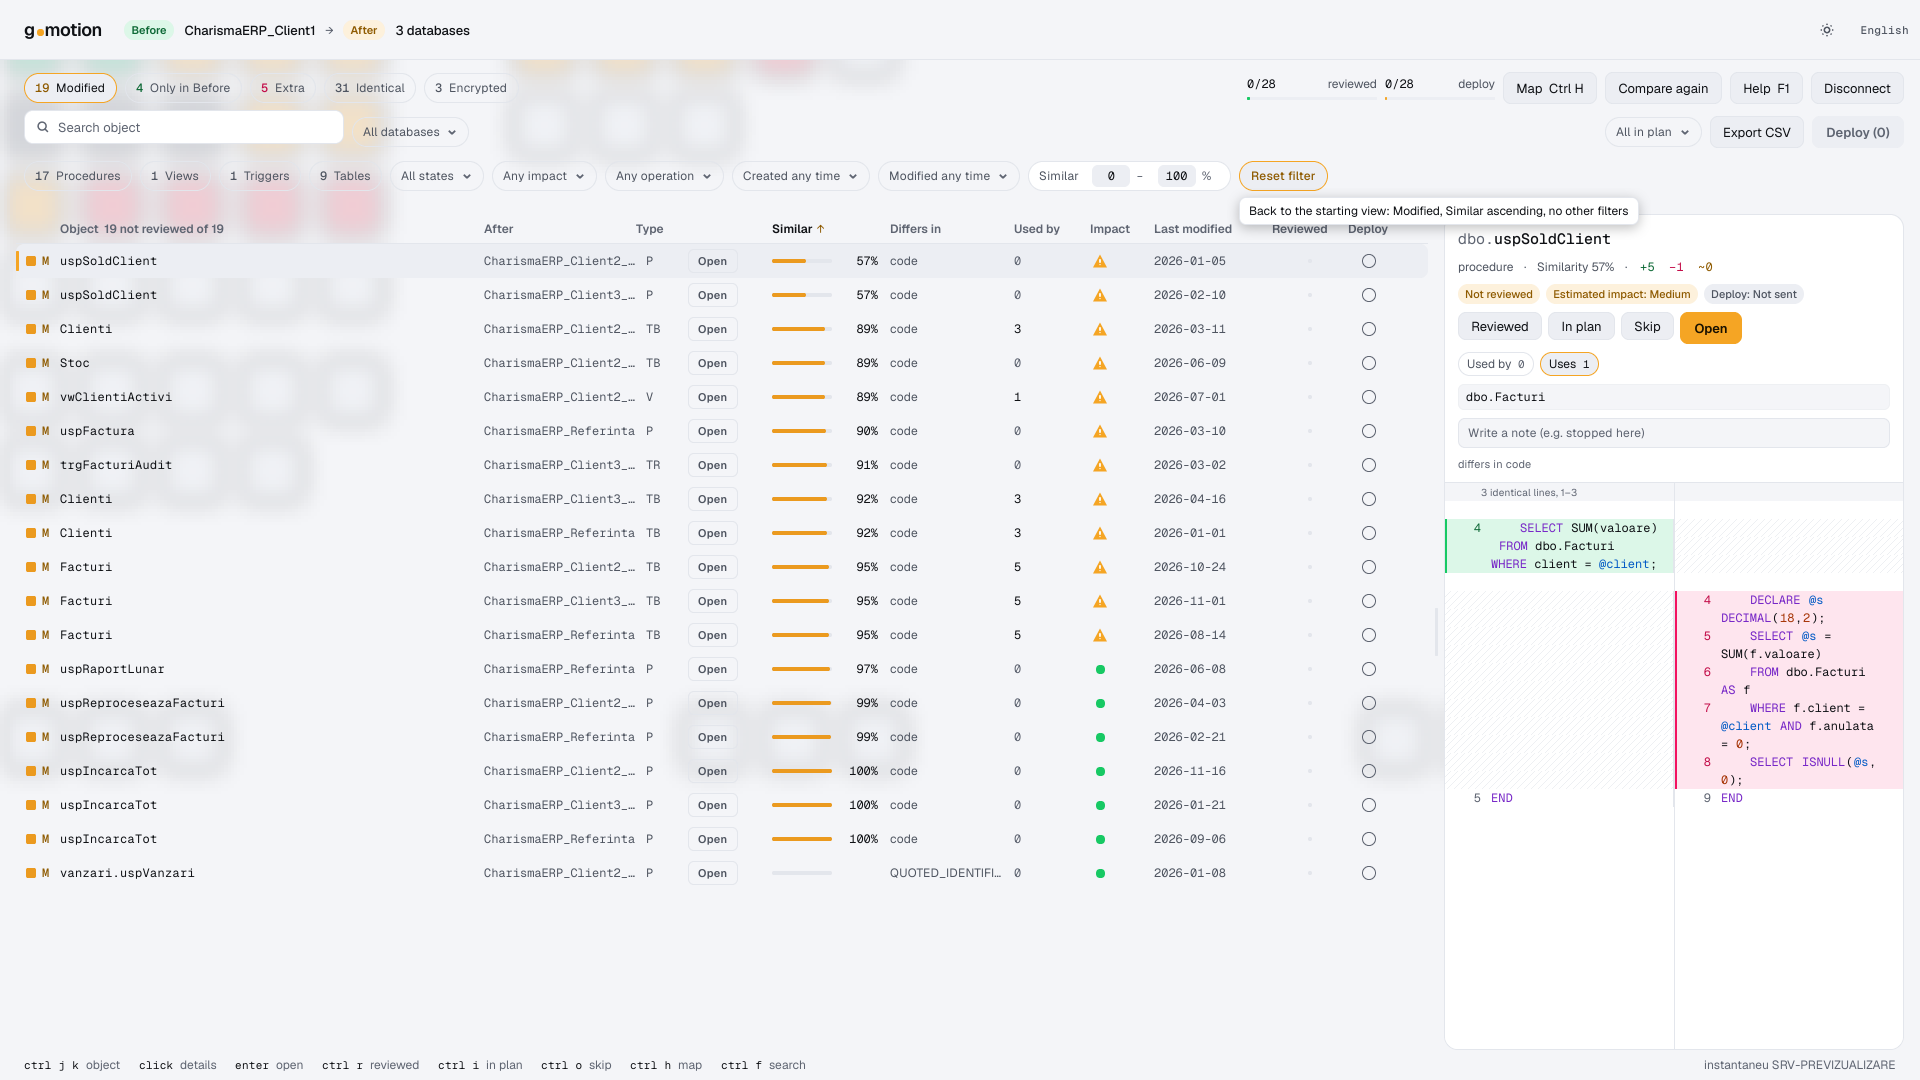 g•motion Before CharismaERP_Client1 → After 3 databases English
19 Modified 4 Only in Before 5 Extra 31 Identical 3 Encrypted 0/28 reviewed 0/28 deploy Map Ctrl H Compare again Help F1 Disconnect
Search object All databases All in plan Export CSV Deploy (0)
17 Procedures 1 Views 1 Triggers 9 Tables All states Any impact Any operation Created any time Modified any time Similar 0 – 100 % Reset filter
Back to the starting view: Modified, Similar ascending, no other filters
Object 19 not reviewed of 19 After Type Similar ↑ Differs in Used by Impact Last modified Reviewed Deploy
M uspSoldClient CharismaERP_Client2_… P Open 57% code 0 2026-01-05
M uspSoldClient CharismaERP_Client3_… P Open 57% code 0 2026-02-10
M Clienti CharismaERP_Client2_… TB Open 89% code 3 2026-03-11
M Stoc CharismaERP_Client2_… TB Open 89% code 0 2026-06-09
M vwClientiActivi CharismaERP_Client2_… V Open 89% code 1 2026-07-01
M uspFactura CharismaERP_Referinta P Open 90% code 0 2026-03-10
M trgFacturiAudit CharismaERP_Client3_… TR Open 91% code 0 2026-03-02
M Clienti CharismaERP_Client3_… TB Open 92% code 3 2026-04-16
M Clienti CharismaERP_Referinta TB Open 92% code 3 2026-01-01
M Facturi CharismaERP_Client2_… TB Open 95% code 5 2026-10-24
M Facturi CharismaERP_Client3_… TB Open 95% code 5 2026-11-01
M Facturi CharismaERP_Referinta TB Open 95% code 5 2026-08-14
M uspRaportLunar CharismaERP_Referinta P Open 97% code 0 2026-06-08
M uspReproceseazaFacturi CharismaERP_Client2_… P Open 99% code 0 2026-04-03
M uspReproceseazaFacturi CharismaERP_Referinta P Open 99% code 0 2026-02-21
M uspIncarcaTot CharismaERP_Client2_… P Open 100% code 0 2026-11-16
M uspIncarcaTot CharismaERP_Client3_… P Open 100% code 0 2026-01-21
M uspIncarcaTot CharismaERP_Referinta P Open 100% code 0 2026-09-06
M vanzari.uspVanzari CharismaERP_Client2_… P Open QUOTED_IDENTIFI… 0 2026-01-08
dbo.uspSoldClient
procedure · Similarity 57% · +5 −1 ~0
Not reviewed Estimated impact: Medium Deploy: Not sent
Reviewed In plan Skip Open
Used by 0 Uses 1
dbo.Facturi
Write a note (e.g. stopped here)
differs in code
3 identical lines, 1–3
4 SELECT SUM(valoare)
FROM dbo.Facturi
WHERE client = @client;
4 DECLARE @s
DECIMAL(18,2);
5 SELECT @s =
SUM(f.valoare)
6 FROM dbo.Facturi
AS f
7 WHERE f.client =
@client AND f.anulata
= 0;
8 SELECT ISNULL(@s,
0);
5 END 9 END
ctrl j k object click details enter open ctrl r reviewed ctrl i in plan ctrl o skip ctrl h map ctrl f search instantaneu SRV-PREVIZUALIZARE